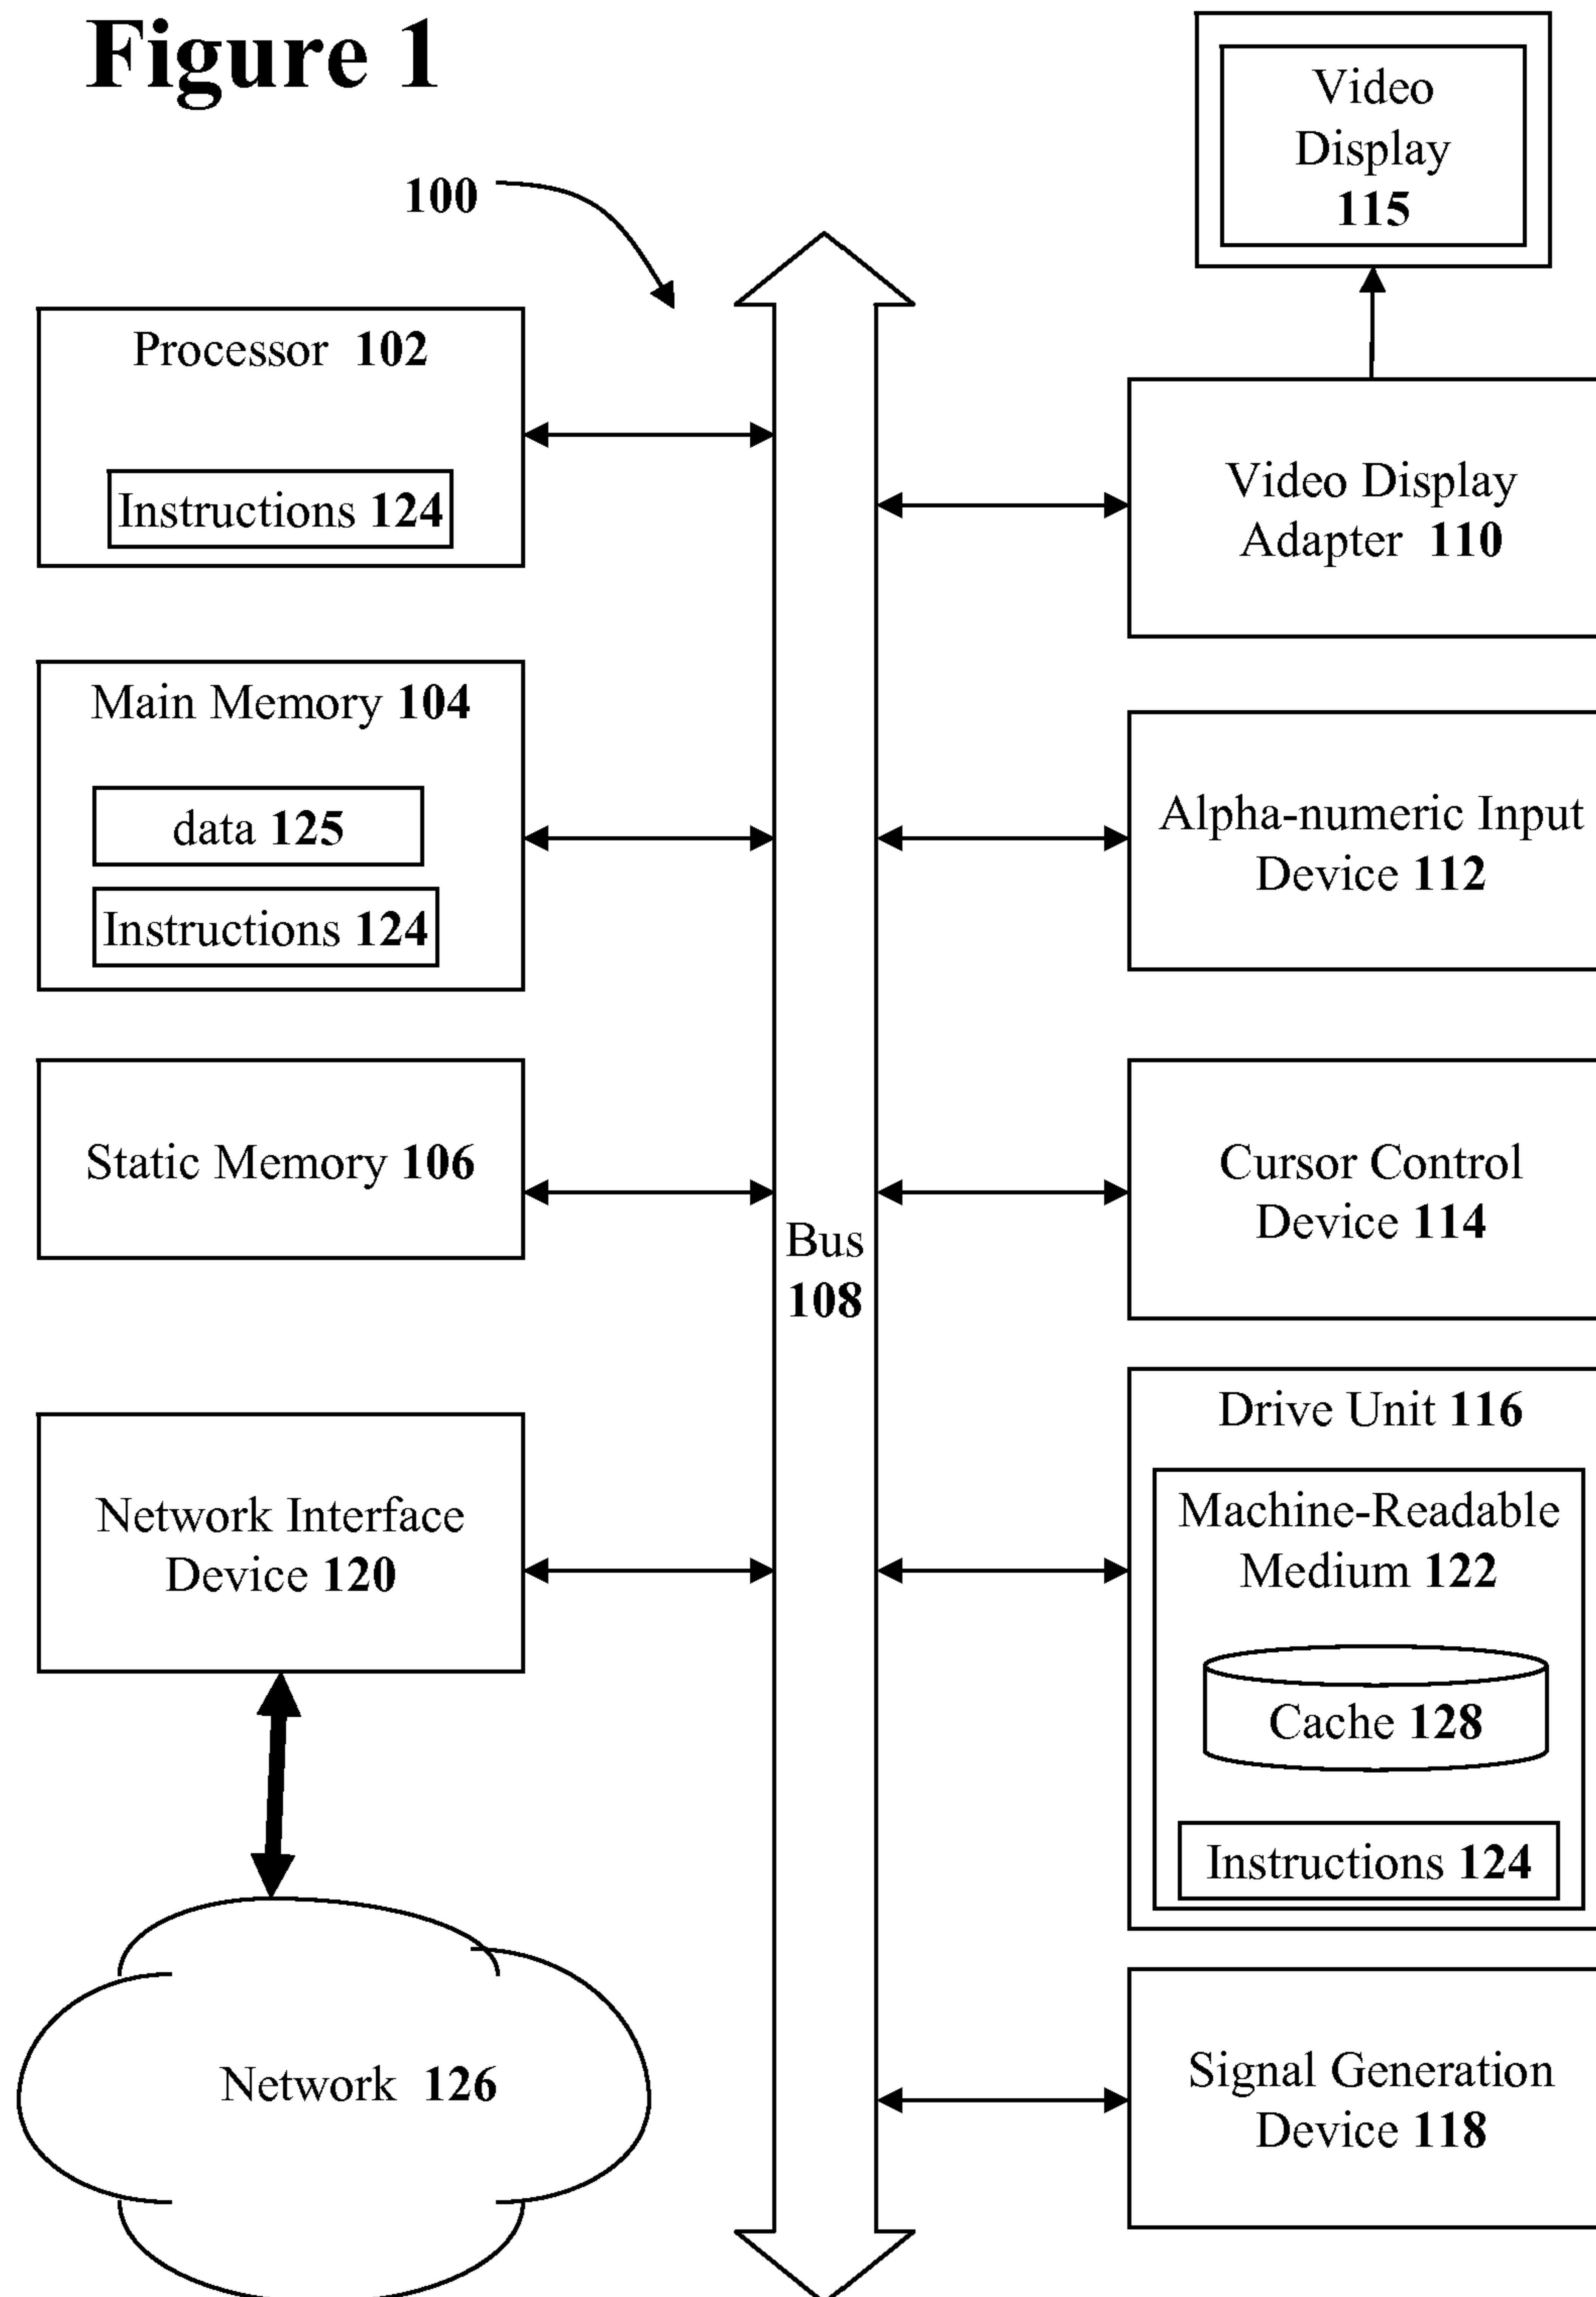 Figure 1
100
Video
Display
115
Processor 102
Instructions 124
Video Display
Adapter 110
Main Memory 104
data 125
Instructions 124
Alpha-numeric Input
Device 112
Static Memory 106
Cursor Control
Device 114
Bus
108
Network Interface
Device 120
Drive Unit 116
Machine-Readable
Medium 122
Cache 128
Instructions 124
Network 126
Signal Generation
Device 118